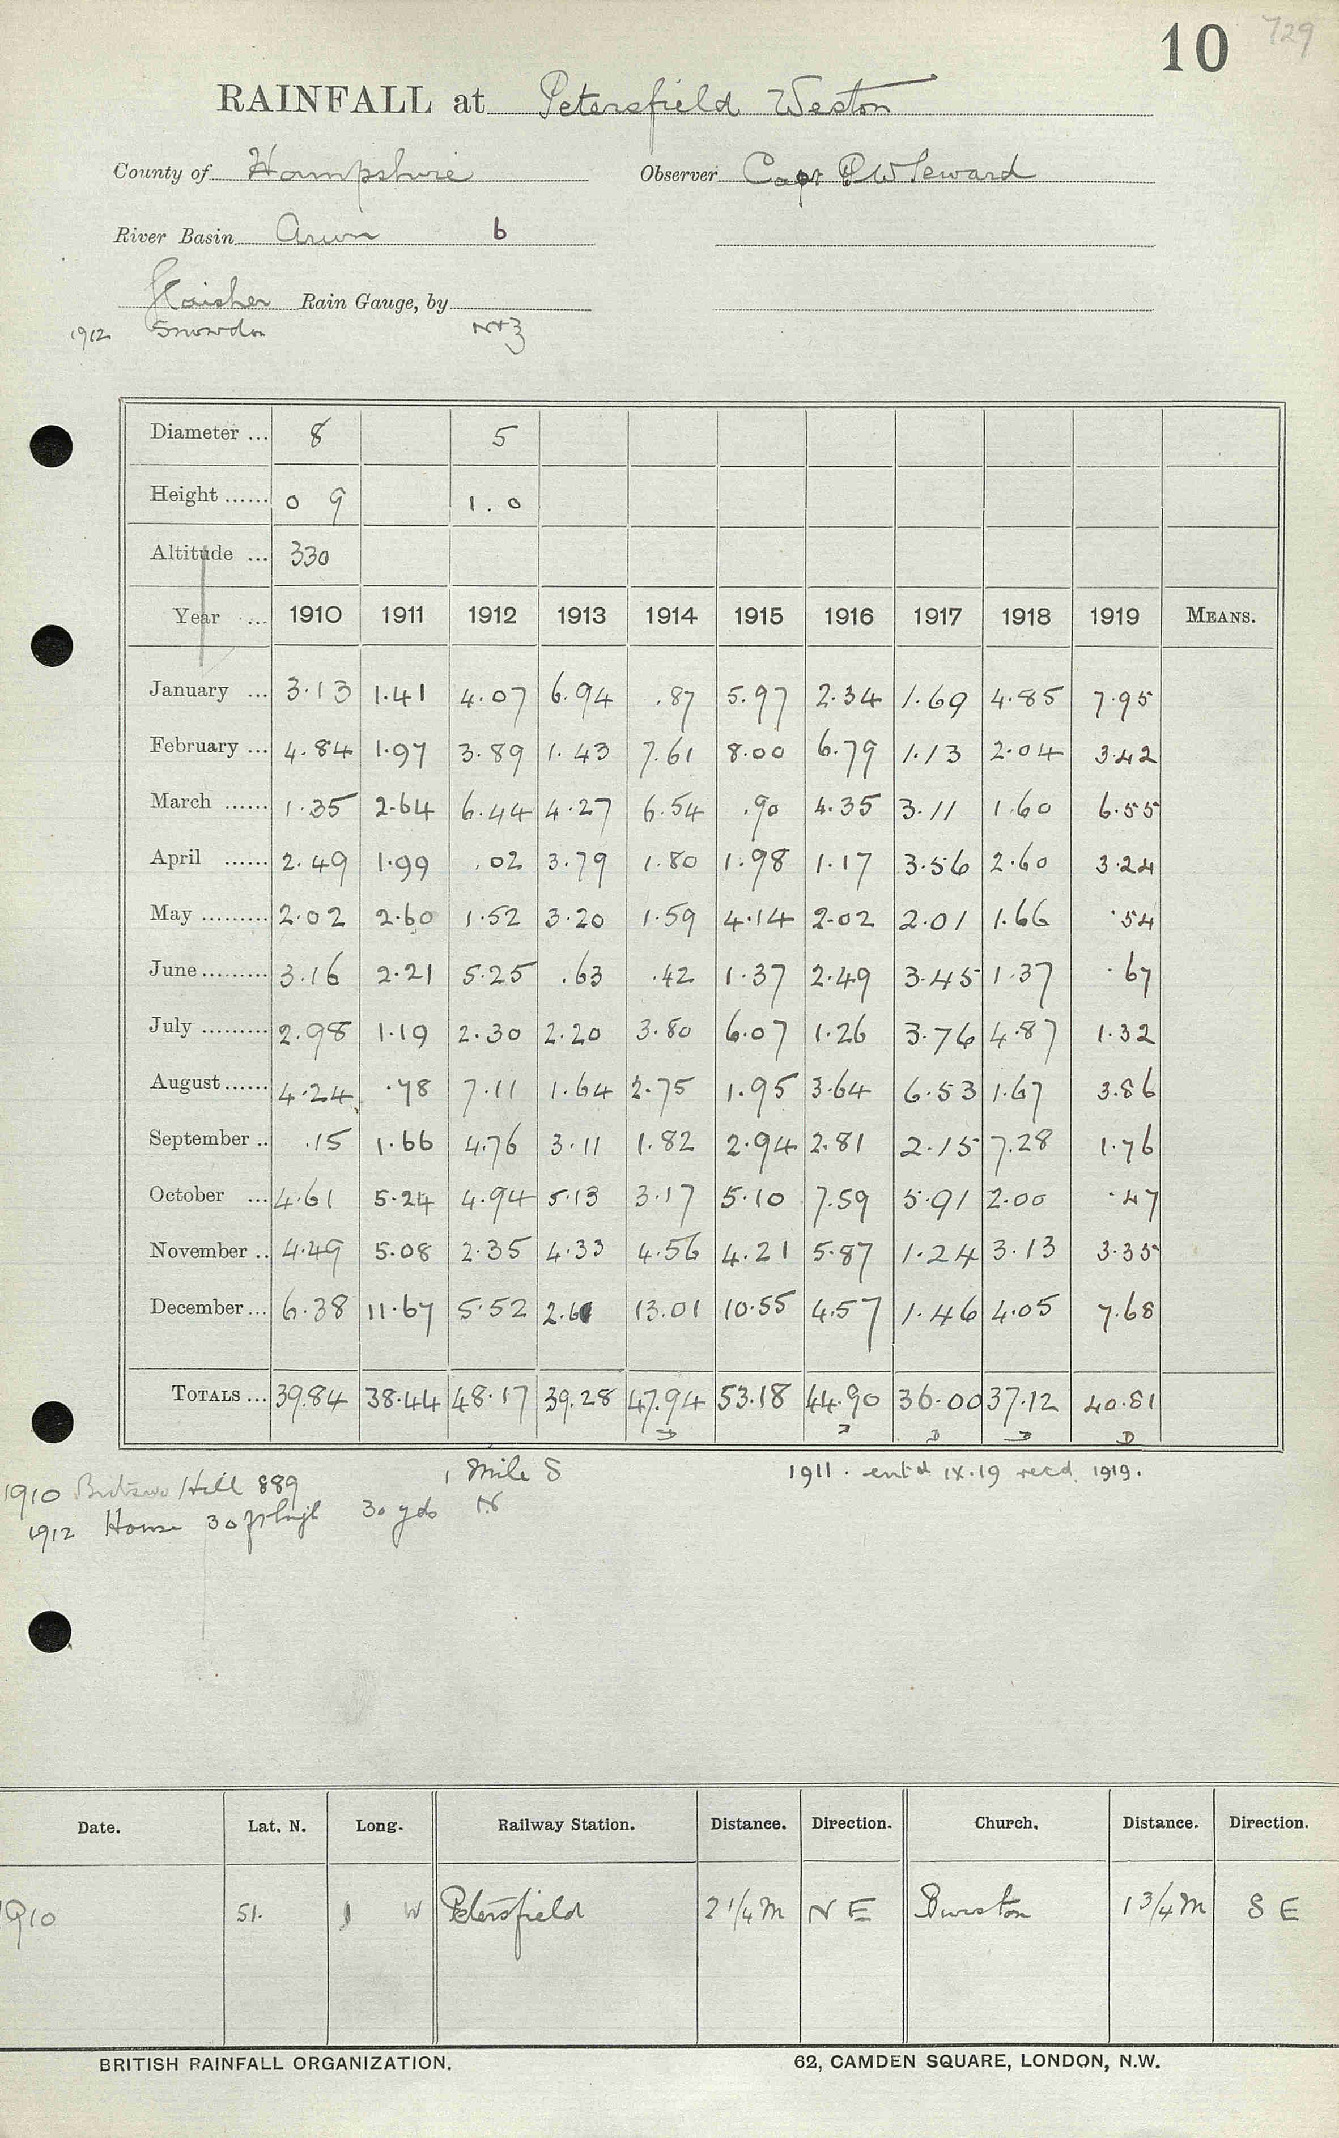 10 729
RAINFALL at Petersfield Weston
County of Hampshire Observer Capt P W Seward
River Basin Arun b
Glaisher Rain Gauge, by
1912 Snowdon
Diameter ... 8 5
Height ...... 0 9 1.0
Altitude ... 330
Year ... 1910 1911 1912 1913 1914 1915 1916 1917 1918 1919 MEANS.
January ... 3.13 1.41 4.07 6.94 .87 5.97 2.34 1.69 4.85 7.95
February ... 4.84 1.97 3.89 1.43 7.61 8.00 6.79 1.13 2.04 3.42
March ...... 1.35 2.64 6.44 4.27 6.54 .90 4.35 3.11 1.60 6.55
April ...... 2.49 1.99 .02 3.79 1.80 1.98 1.17 3.56 2.60 3.24
May ......... 2.02 2.60 1.52 3.20 1.59 4.14 2.02 2.01 1.66 .54
June ......... 3.16 2.21 5.25 .63 .42 1.37 2.49 3.45 1.37 .67
July ......... 2.98 1.19 2.30 2.20 3.80 6.07 1.26 3.76 4.87 1.32
August ...... 4.24 .78 7.11 1.64 2.75 1.95 3.64 6.53 1.67 3.86
September .. .15 1.66 4.76 3.11 1.82 2.94 2.81 2.15 7.28 1.76
October ... 4.61 5.24 4.94 5.13 3.17 5.10 7.59 5.91 2.00 .47
November .. 4.49 5.08 2.35 4.33 4.56 4.21 5.87 1.24 3.13 3.35
December ... 6.38 11.67 5.52 2.61 13.01 10.55 4.57 1.46 4.05 7.68
TOTALS ... 39.84 38.44 48.17 39.28 47.94 53.18 44.90 36.00 37.12 40.81
D D D D D
1910 Hill 889 1 mile S 1911. ent'd IX.19 recd. 1919.
1912 House 30 ft high 30 yds N
Date. Lat. N. Long. Railway Station. Distance. Direction. Church. Distance. Direction.
1910 51. 1 W Petersfield 2 1/4 m N E Buriton 1 3/4 m S E
BRITISH RAINFALL ORGANIZATION. 62, CAMDEN SQUARE, LONDON, N.W.